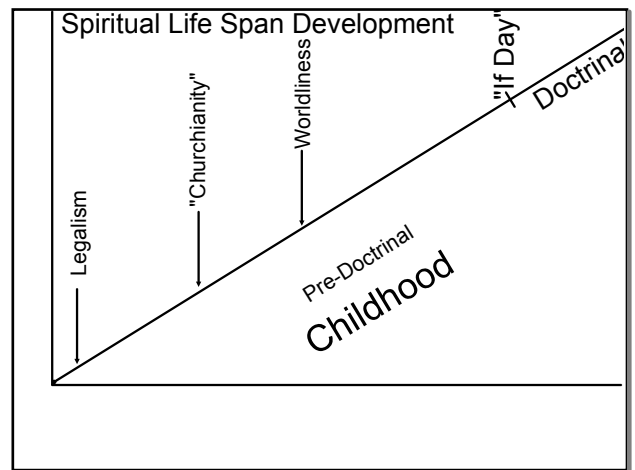 Spiritual Life Span Development
Legalism
"Churchianity"
Worldliness
"If Day"
Doctrinal
Pre-Doctrinal
Childhood